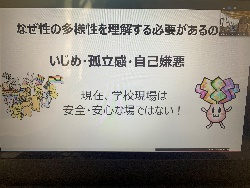 なぜ性の多様性を理解する必要があるの
いじめ・孤立感・自己嫌悪
現在、学校現場は
安全・安心な場ではない！